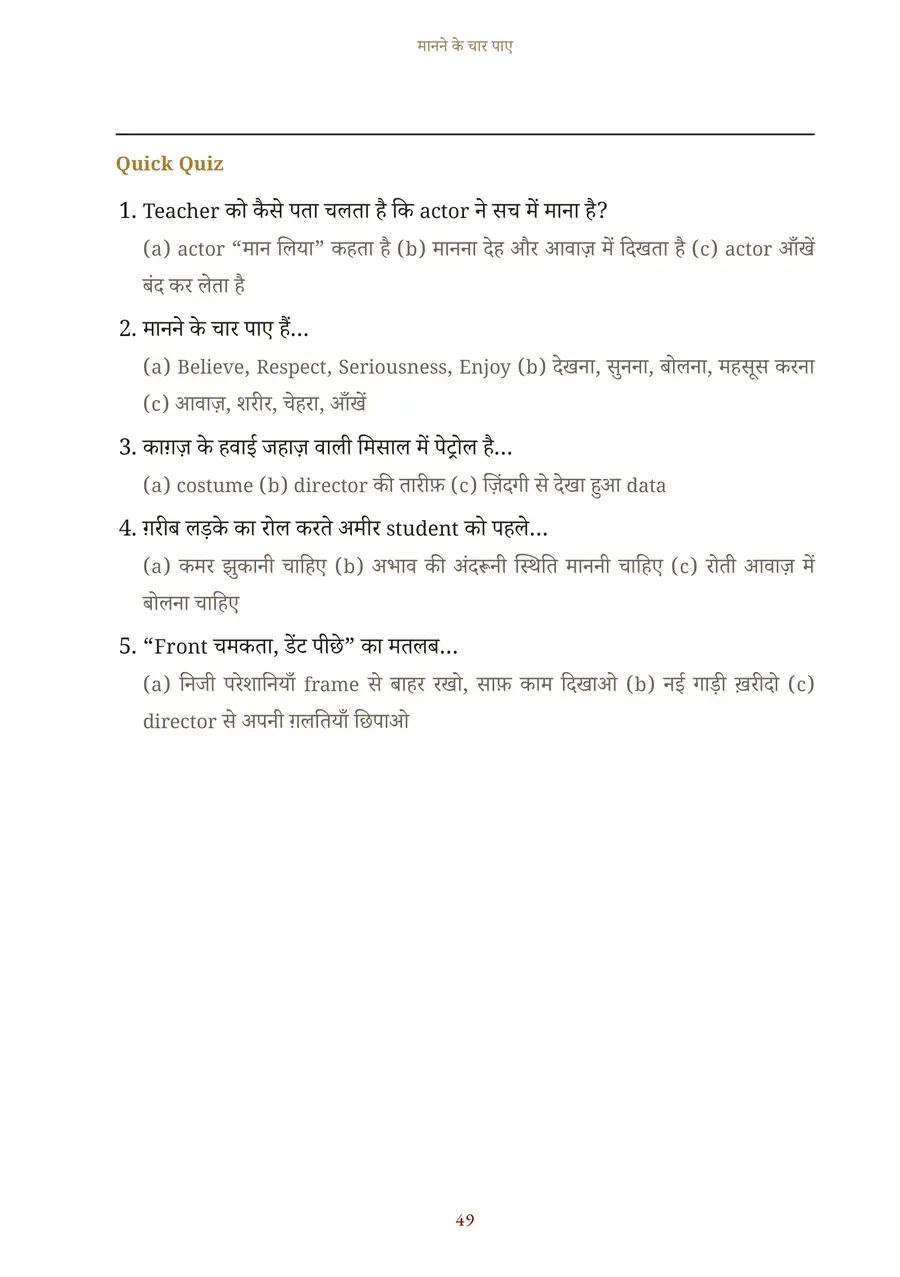 मानने के चार पाए
Quick Quiz
1. Teacher को कैसे पता चलता है कि actor ने सच में माना है?
(a) actor “मान लिया” कहता है (b) मानना देह और आवाज़ में दिखता है (c) actor आँखें
बंद कर लेता है
2. मानने के चार पाए हैं…
(a) Believe, Respect, Seriousness, Enjoy (b) देखना, सुनना, बोलना, महसूस करना
(c) आवाज़, शरीर, चेहरा, आँखें
3. काग़ज़ के हवाई जहाज़ वाली मिसाल में पेट्रोल है…
(a) costume (b) director की तारीफ़ (c) ज़िंदगी से देखा हुआ data
4. ग़रीब लड़के का रोल करते अमीर student को पहले…
(a) कमर झुकानी चाहिए (b) अभाव की अंदरूनी स्थिति माननी चाहिए (c) रोती आवाज़ में
बोलना चाहिए
5. “Front चमकता, डेंट पीछे” का मतलब…
(a) निजी परेशानियाँ frame से बाहर रखो, साफ़ काम दिखाओ (b) नई गाड़ी ख़रीदो (c)
director से अपनी ग़लतियाँ छिपाओ
49